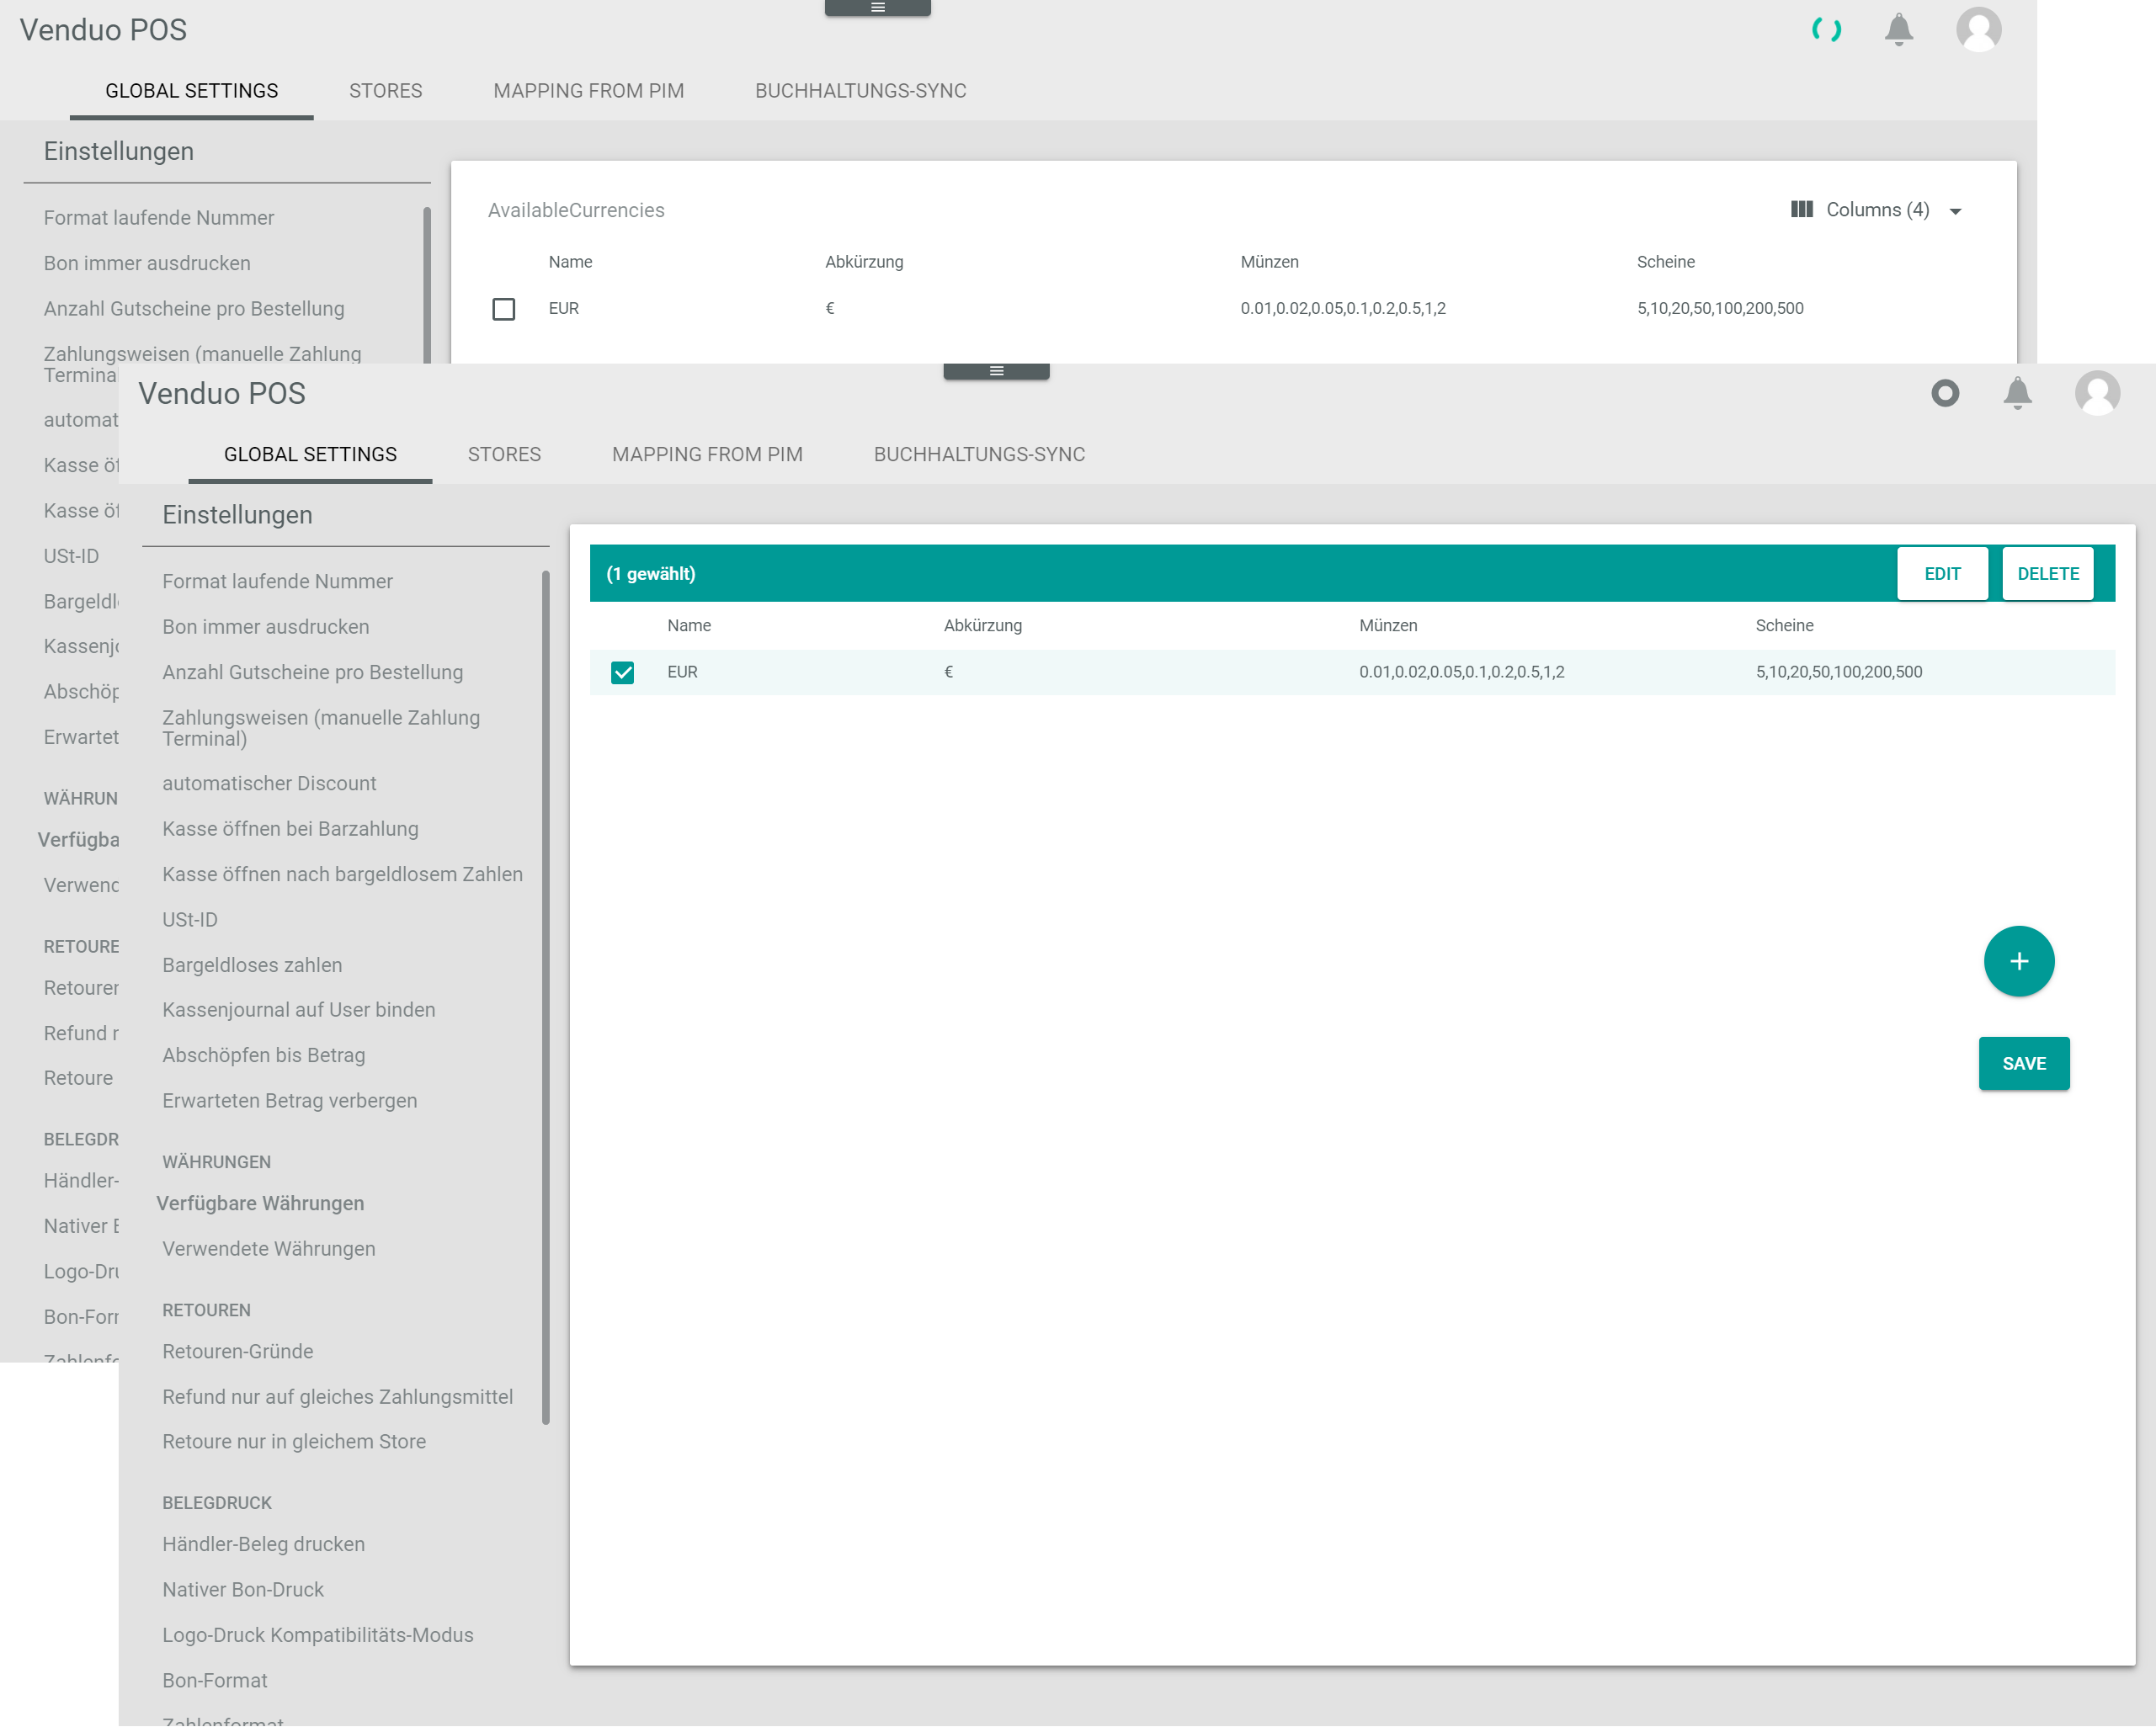 Venduo POS
GLOBAL SETTINGS STORES MAPPING FROM PIM BUCHHALTUNGS-SYNC
Einstellungen
Format laufende Nummer
Bon immer ausdrucken
Anzahl Gutscheine pro Bestellung
Zahlungsweisen (manuelle Zahlung
Termina
automat
Kasse öf
Kasse öf
USt-ID
Bargeldl
Kassenj
Abschöp
Erwartet
WÄHRUN
Verfügba
Verwend
RETOURE
Retouren
Refund n
Retoure
BELEGDR
Händler-
Nativer B
Logo-Dru
Bon-Form
Zahlenfo
AvailableCurrencies
Columns (4)
Name Abkürzung Münzen Scheine
EUR € 0.01,0.02,0.05,0.1,0.2,0.5,1,2 5,10,20,50,100,200,500
Venduo POS
GLOBAL SETTINGS STORES MAPPING FROM PIM BUCHHALTUNGS-SYNC
Einstellungen
Format laufende Nummer
Bon immer ausdrucken
Anzahl Gutscheine pro Bestellung
Zahlungsweisen (manuelle Zahlung
Terminal)
automatischer Discount
Kasse öffnen bei Barzahlung
Kasse öffnen nach bargeldlosem Zahlen
USt-ID
Bargeldloses zahlen
Kassenjournal auf User binden
Abschöpfen bis Betrag
Erwarteten Betrag verbergen
WÄHRUNGEN
Verfügbare Währungen
Verwendete Währungen
RETOUREN
Retouren-Gründe
Refund nur auf gleiches Zahlungsmittel
Retoure nur in gleichem Store
BELEGDRUCK
Händler-Beleg drucken
Nativer Bon-Druck
Logo-Druck Kompatibilitäts-Modus
Bon-Format
Zahlenformat
(1 gewählt)
EDIT DELETE
Name Abkürzung Münzen Scheine
EUR € 0.01,0.02,0.05,0.1,0.2,0.5,1,2 5,10,20,50,100,200,500
SAVE